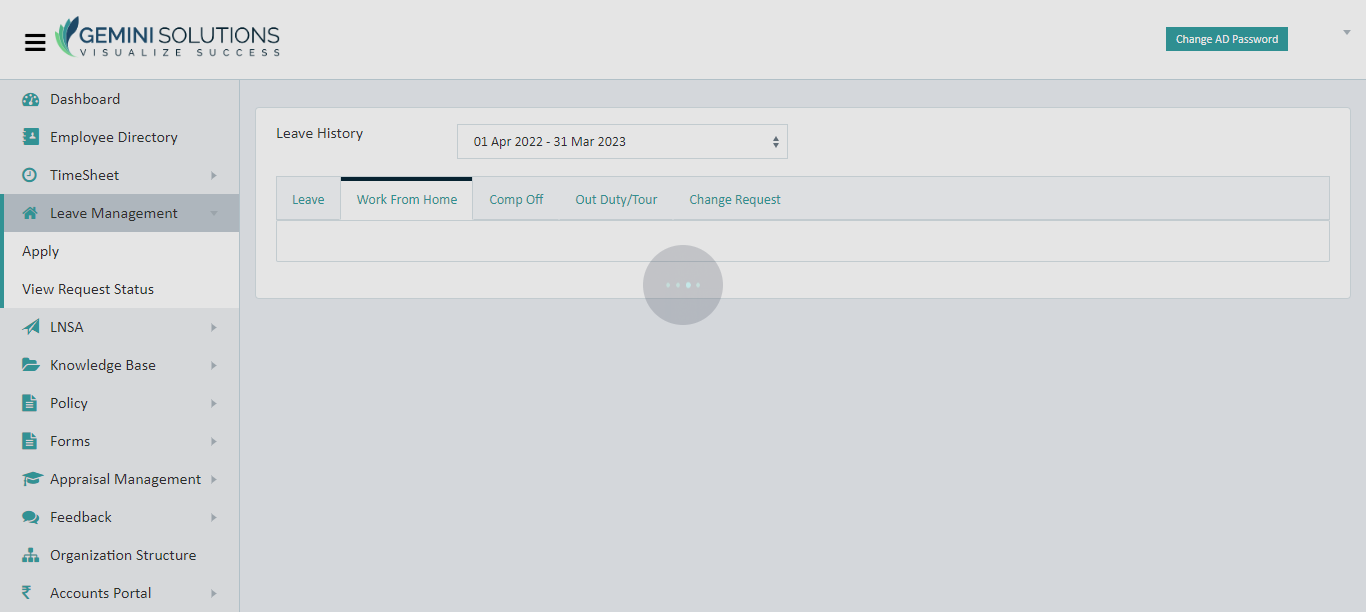 GEMINI SOLUTIONS
VISUALIZE SUCCESS
Change AD Password
Dashboard
Employee Directory
TimeSheet
Leave Management
Apply
View Request Status
LNSA
Knowledge Base
Policy
Forms
Appraisal Management
Feedback
Organization Structure
₹ Accounts Portal
Leave History
01 Apr 2022 - 31 Mar 2023
Leave Work From Home Comp Off Out Duty/Tour Change Request